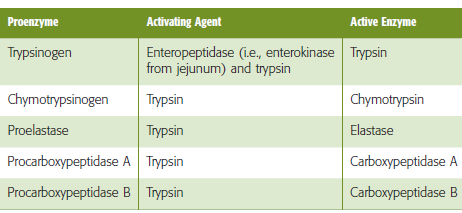 Proenzyme Activating Agent Active Enzyme
Trypsinogen Enteropeptidase (i.e., enterokinase Trypsin
from jejunum) and trypsin
Chymotrypsinogen Trypsin Chymotrypsin
Proelastase Trypsin Elastase
Procarboxypeptidase A Trypsin Carboxypeptidase A
Procarboxypeptidase B Trypsin Carboxypeptidase B